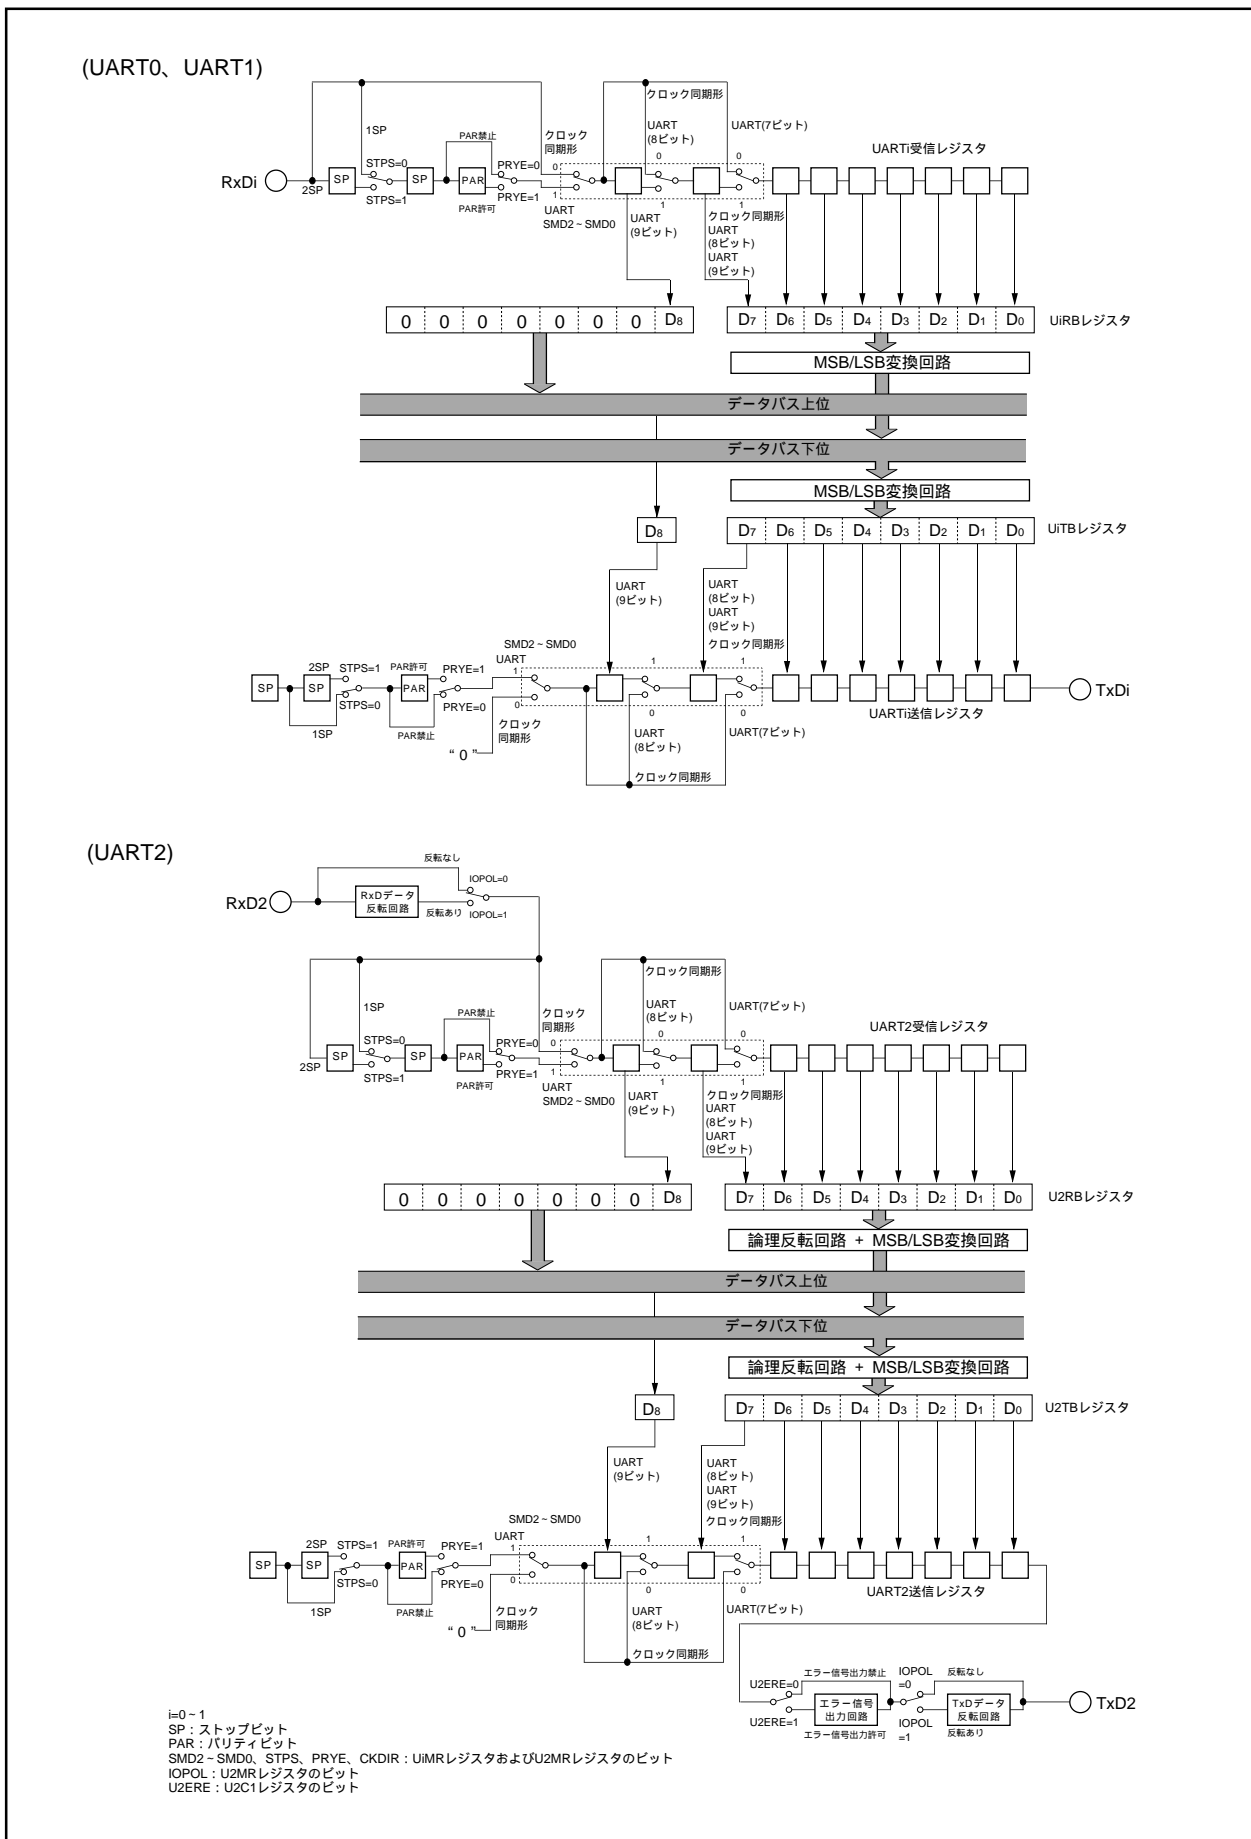 (UART0、UART1)
クロック同期形
1SP
PAR禁止
クロック
同期形
UART
(8ビット)
UART(7ビット)
UARTi受信レジスタ
RxDi
2SP
SP
STPS=0
STPS=1
SP
PAR
PAR許可
PRYE=0
PRYE=1
0
1
UART
SMD2~SMD0
0
1
0
1
UART
(9ビット)
クロック同期形
UART
(8ビット)
UART
(9ビット)
0 0 0 0 0 0 0 D8
D7 D6 D5 D4 D3 D2 D1 D0
UiRBレジスタ
MSB/LSB変換回路
データバス上位
データバス下位
MSB/LSB変換回路
D8
D7 D6 D5 D4 D3 D2 D1 D0
UiTBレジスタ
UART
(9ビット)
UART
(8ビット)
UART
(9ビット)
クロック同期形
SMD2~SMD0
UART
SP
2SP
SP
STPS=1
STPS=0
1SP
PAR許可
PAR
PAR禁止
PRYE=1
PRYE=0
1
0
クロック
同期形
“ 0 ”
1
0
1
0
UART
(8ビット)
UART(7ビット)
クロック同期形
UARTi送信レジスタ
TxDi
(UART2)
反転なし
RxD2
RxDデータ
反転回路
IOPOL=0
反転あり
IOPOL=1
クロック同期形
1SP
PAR禁止
クロック
同期形
UART
(8ビット)
UART(7ビット)
UART2受信レジスタ
2SP
SP
STPS=0
STPS=1
SP
PAR
PAR許可
PRYE=0
PRYE=1
0
1
UART
SMD2~SMD0
0
1
0
1
UART
(9ビット)
クロック同期形
UART
(8ビット)
UART
(9ビット)
0 0 0 0 0 0 0 D8
D7 D6 D5 D4 D3 D2 D1 D0
U2RBレジスタ
論理反転回路 + MSB/LSB変換回路
データバス上位
データバス下位
論理反転回路 + MSB/LSB変換回路
D8
D7 D6 D5 D4 D3 D2 D1 D0
U2TBレジスタ
UART
(9ビット)
UART
(8ビット)
UART
(9ビット)
クロック同期形
SMD2~SMD0
UART
SP
2SP
SP
STPS=1
STPS=0
1SP
PAR許可
PAR
PAR禁止
PRYE=1
PRYE=0
1
0
クロック
同期形
“ 0 ”
1
0
1
0
UART
(8ビット)
UART(7ビット)
クロック同期形
UART2送信レジスタ
U2ERE=0
エラー信号出力禁止
U2ERE=1
エラー信号
出力回路
エラー信号出力許可
IOPOL
=0
IOPOL
=1
反転なし
TxDデータ
反転回路
反転あり
TxD2
i=0~1
SP:ストップビット
PAR:パリティビット
SMD2~SMD0、STPS、PRYE、CKDIR:UiMRレジスタおよびU2MRレジスタのビット
IOPOL:U2MRレジスタのビット
U2ERE:U2C1レジスタのビット